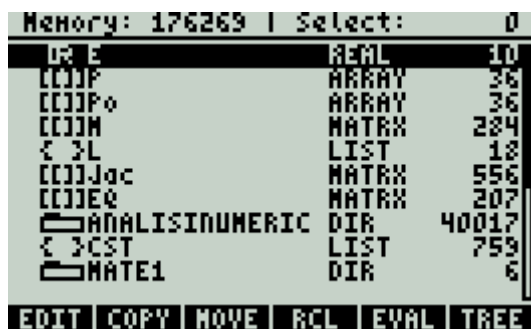 Memory: 176269 | Select: 0
E REAL 10
[[]]P ARRAY 36
[[]]Po ARRAY 36
[[]]M MATRX 284
{ }L LIST 18
[[]]Jac MATRX 556
[[]]EQ MATRX 207
ANALISINUMERIC DIR 40017
{ }CST LIST 759
MATE1 DIR 6
EDIT COPY MOVE RCL EVAL TREE